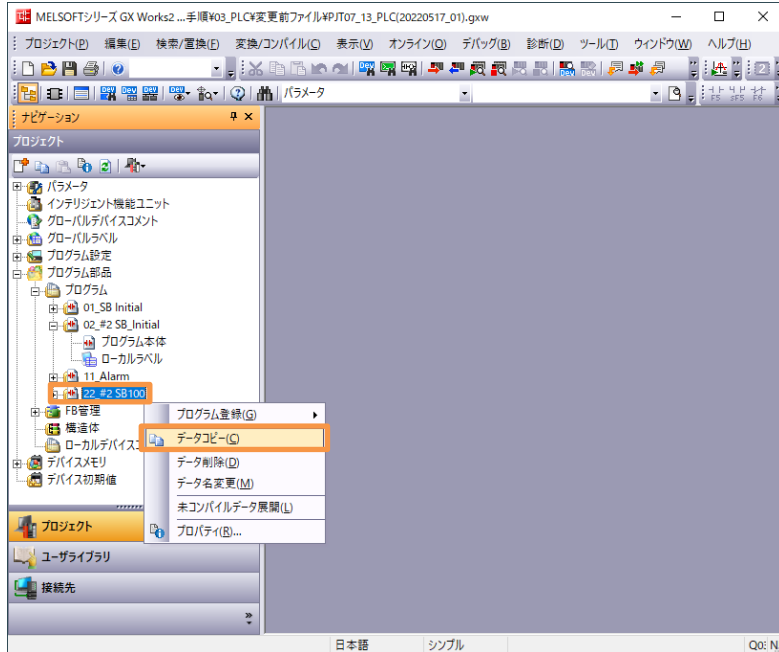 MELSOFTシリーズ GX Works2 ...手順¥03_PLC¥変更前ファイル¥PJT07_13_PLC(20220517_01).gxw
プロジェクト(P) 編集(E) 検索/置換(F) 変換/コンパイル(C) 表示(V) オンライン(O) デバッグ(B) 診断(D) ツール(T) ウィンドウ(W) ヘルプ(H)
パラメータ
ナビゲーション
プロジェクト
パラメータ
インテリジェント機能ユニット
グローバルデバイスコメント
グローバルラベル
プログラム設定
プログラム部品
プログラム
01_SB Initial
02_#2 SB_Initial
プログラム本体
ローカルラベル
11_Alarm
22_#2 SB100
FB管理
構造体
ローカルデバイスコ
デバイスメモリ
デバイス初期値
プログラム登録(G)
データコピー(C)
データ削除(D)
データ名変更(M)
未コンパイルデータ展開(L)
プロパティ(R)...
プロジェクト
ユーザライブラリ
接続先
日本語 シンプル